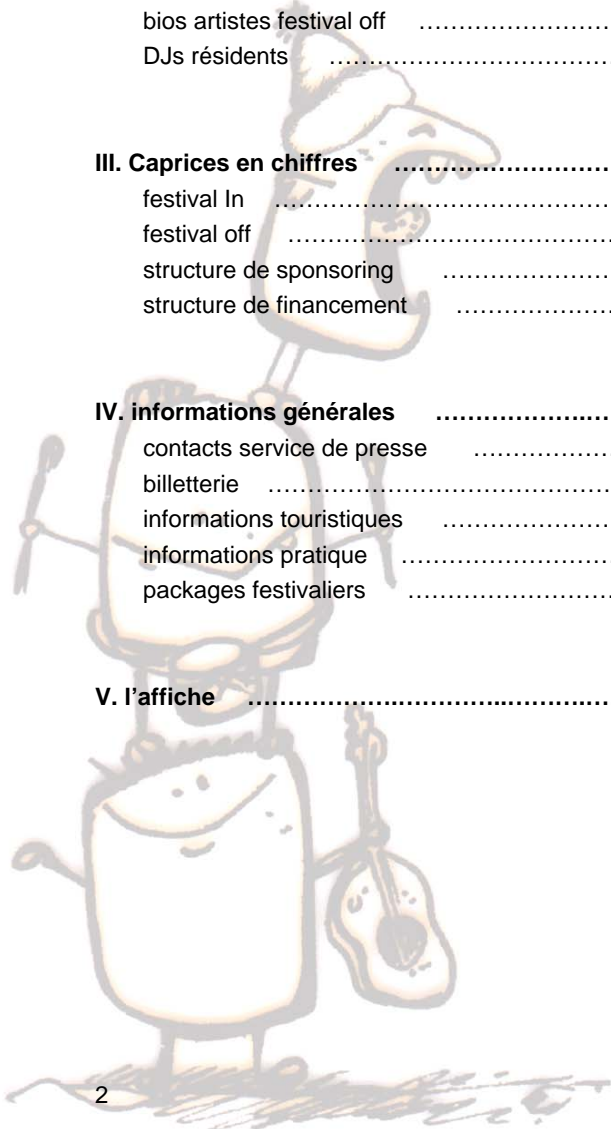 bios artistes festival off ……………………
DJs résidents ……………………………
III. Caprices en chiffres ………………………
festival In ……………………………………
festival off ……………………………………
structure de sponsoring ……………………
structure de financement …………………
IV. informations générales ……………….…
contacts service de presse …………………
billetterie ……………………………………
informations touristiques ……………………
informations pratique ………………………
packages festivaliers ………………………
V. l'affiche ……………….…………..……….…
2